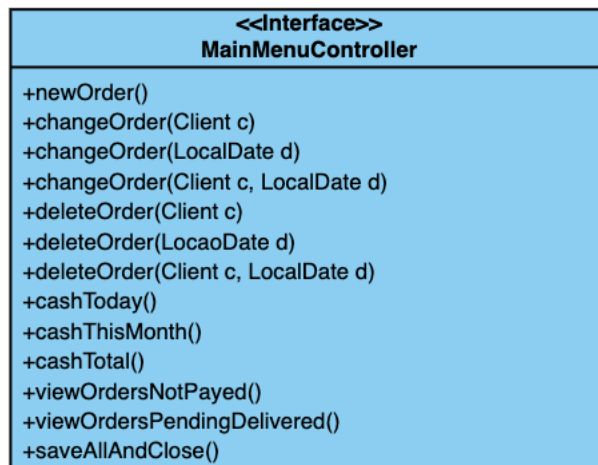 <<Interface>>
MainMenuController
+newOrder()
+changeOrder(Client c)
+changeOrder(LocalDate d)
+changeOrder(Client c, LocalDate d)
+deleteOrder(Client c)
+deleteOrder(LocaoDate d)
+deleteOrder(Client c, LocalDate d)
+cashToday()
+cashThisMonth()
+cashTotal()
+viewOrdersNotPayed()
+viewOrdersPendingDelivered()
+saveAllAndClose()